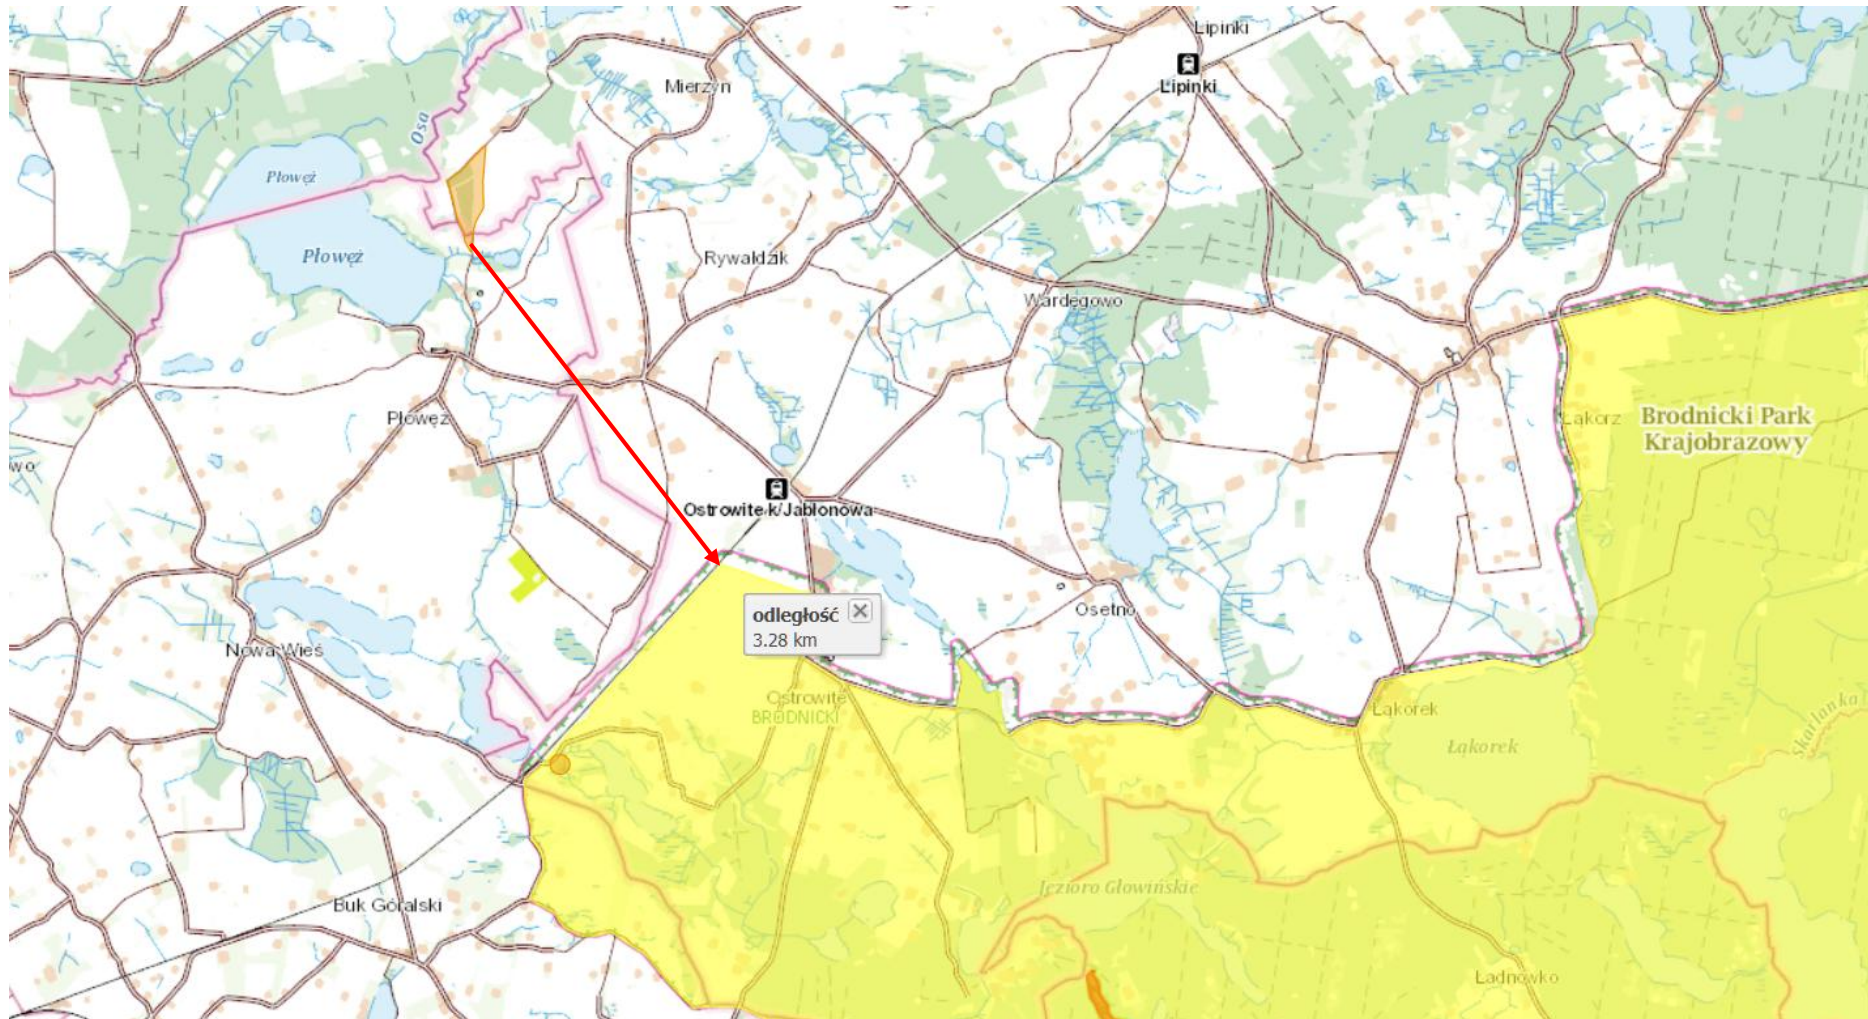 Lipinki
Lipinki
Mierzyn
Osa
Płowęż
Płowęż
Rywałdzik
Wardęgowo
Płowęż
Łąkorz
Brodnicki Park
Krajobrazowy
wo
Ostrowite k/Jabłonowa
odległość
3.28 km
Osetno
Nowa Wieś
Ostrowite
BRODNICKI
Łąkorek
Łąkorek
Skarlanka
Jezioro Głowińskie
Buk Góralski
Ładnówko